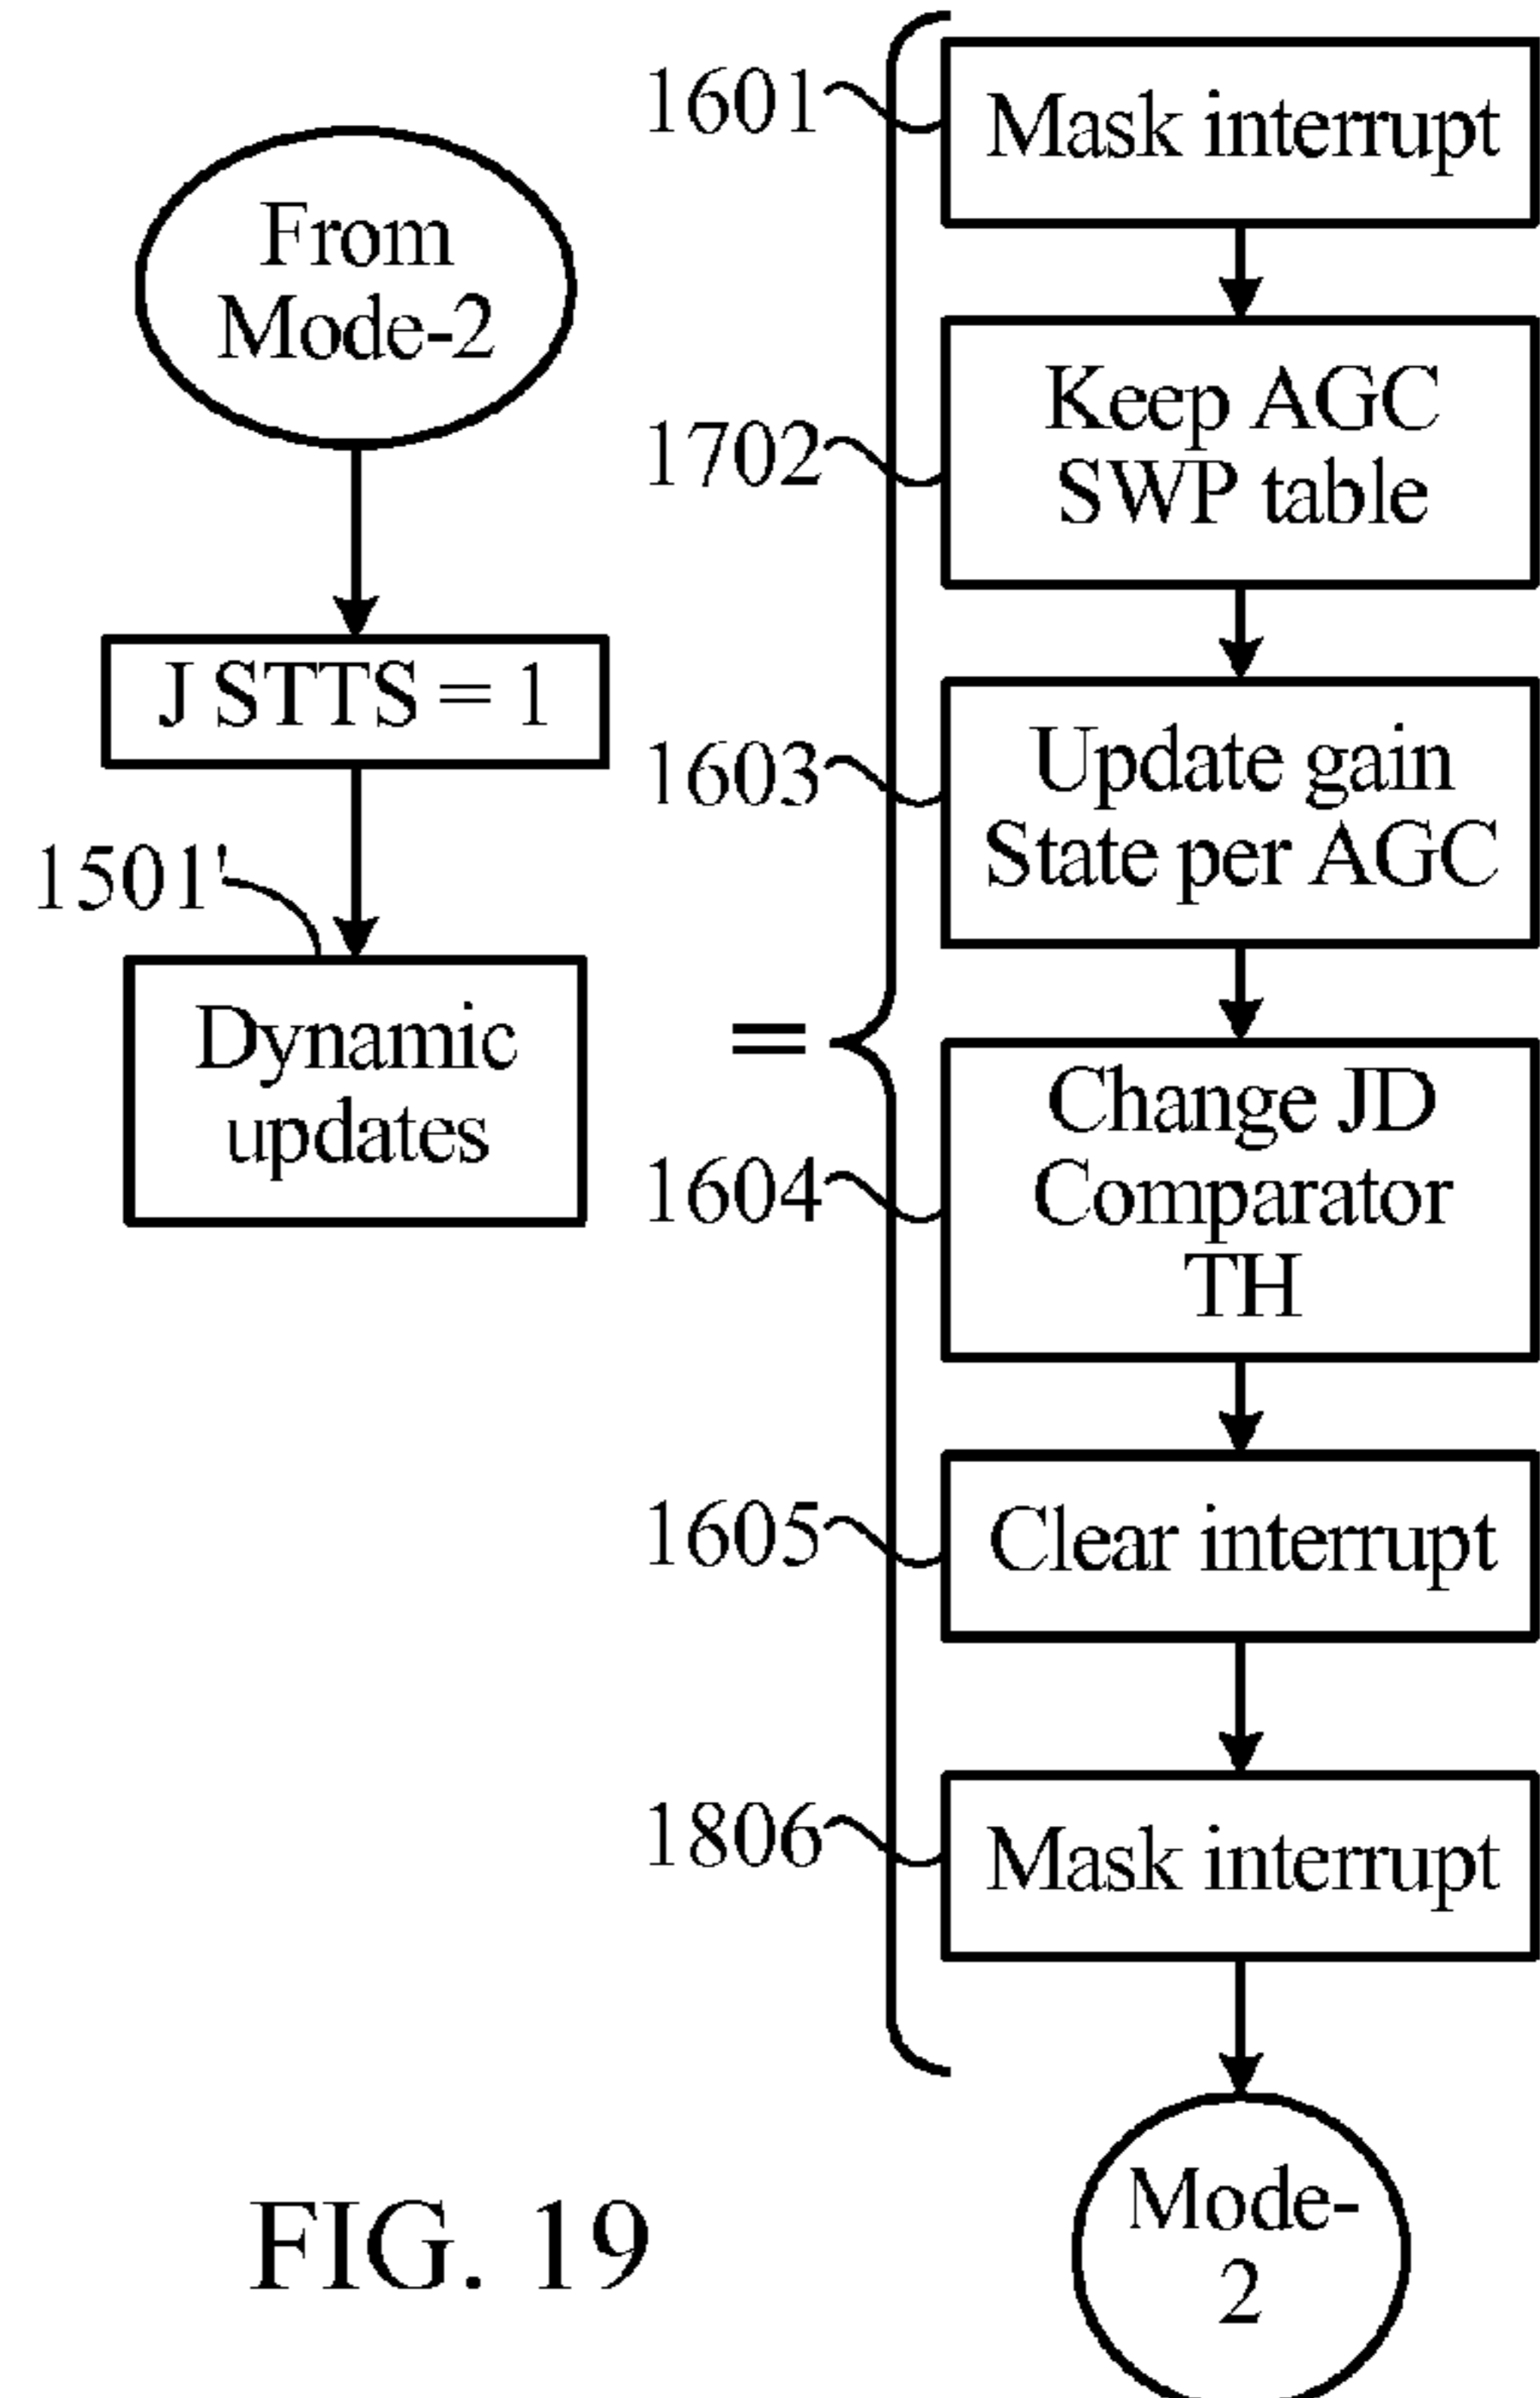 From
Mode-2
J STTS = 1
1501'
Dynamic
updates
=
1601
Mask interrupt
1702
Keep AGC
SWP table
1603
Update gain
State per AGC
1604
Change JD
Comparator
TH
1605
Clear interrupt
1806
Mask interrupt
Mode-
2
FIG. 19